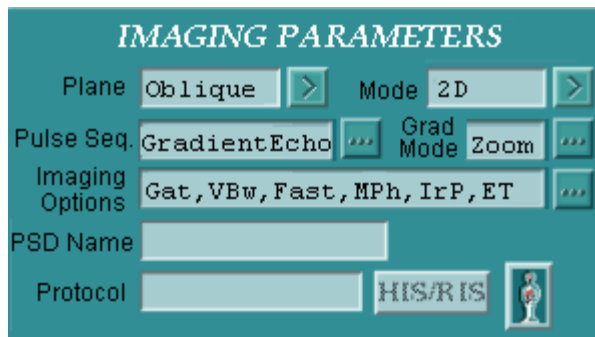 IMAGING PARAMETERS
Plane Oblique > Mode 2D >
Pulse Seq. GradientEcho ... Grad Mode Zoom ...
Imaging Options Gat,VBw,Fast,MPh,IrP,ET ...
PSD Name
Protocol HIS/RIS